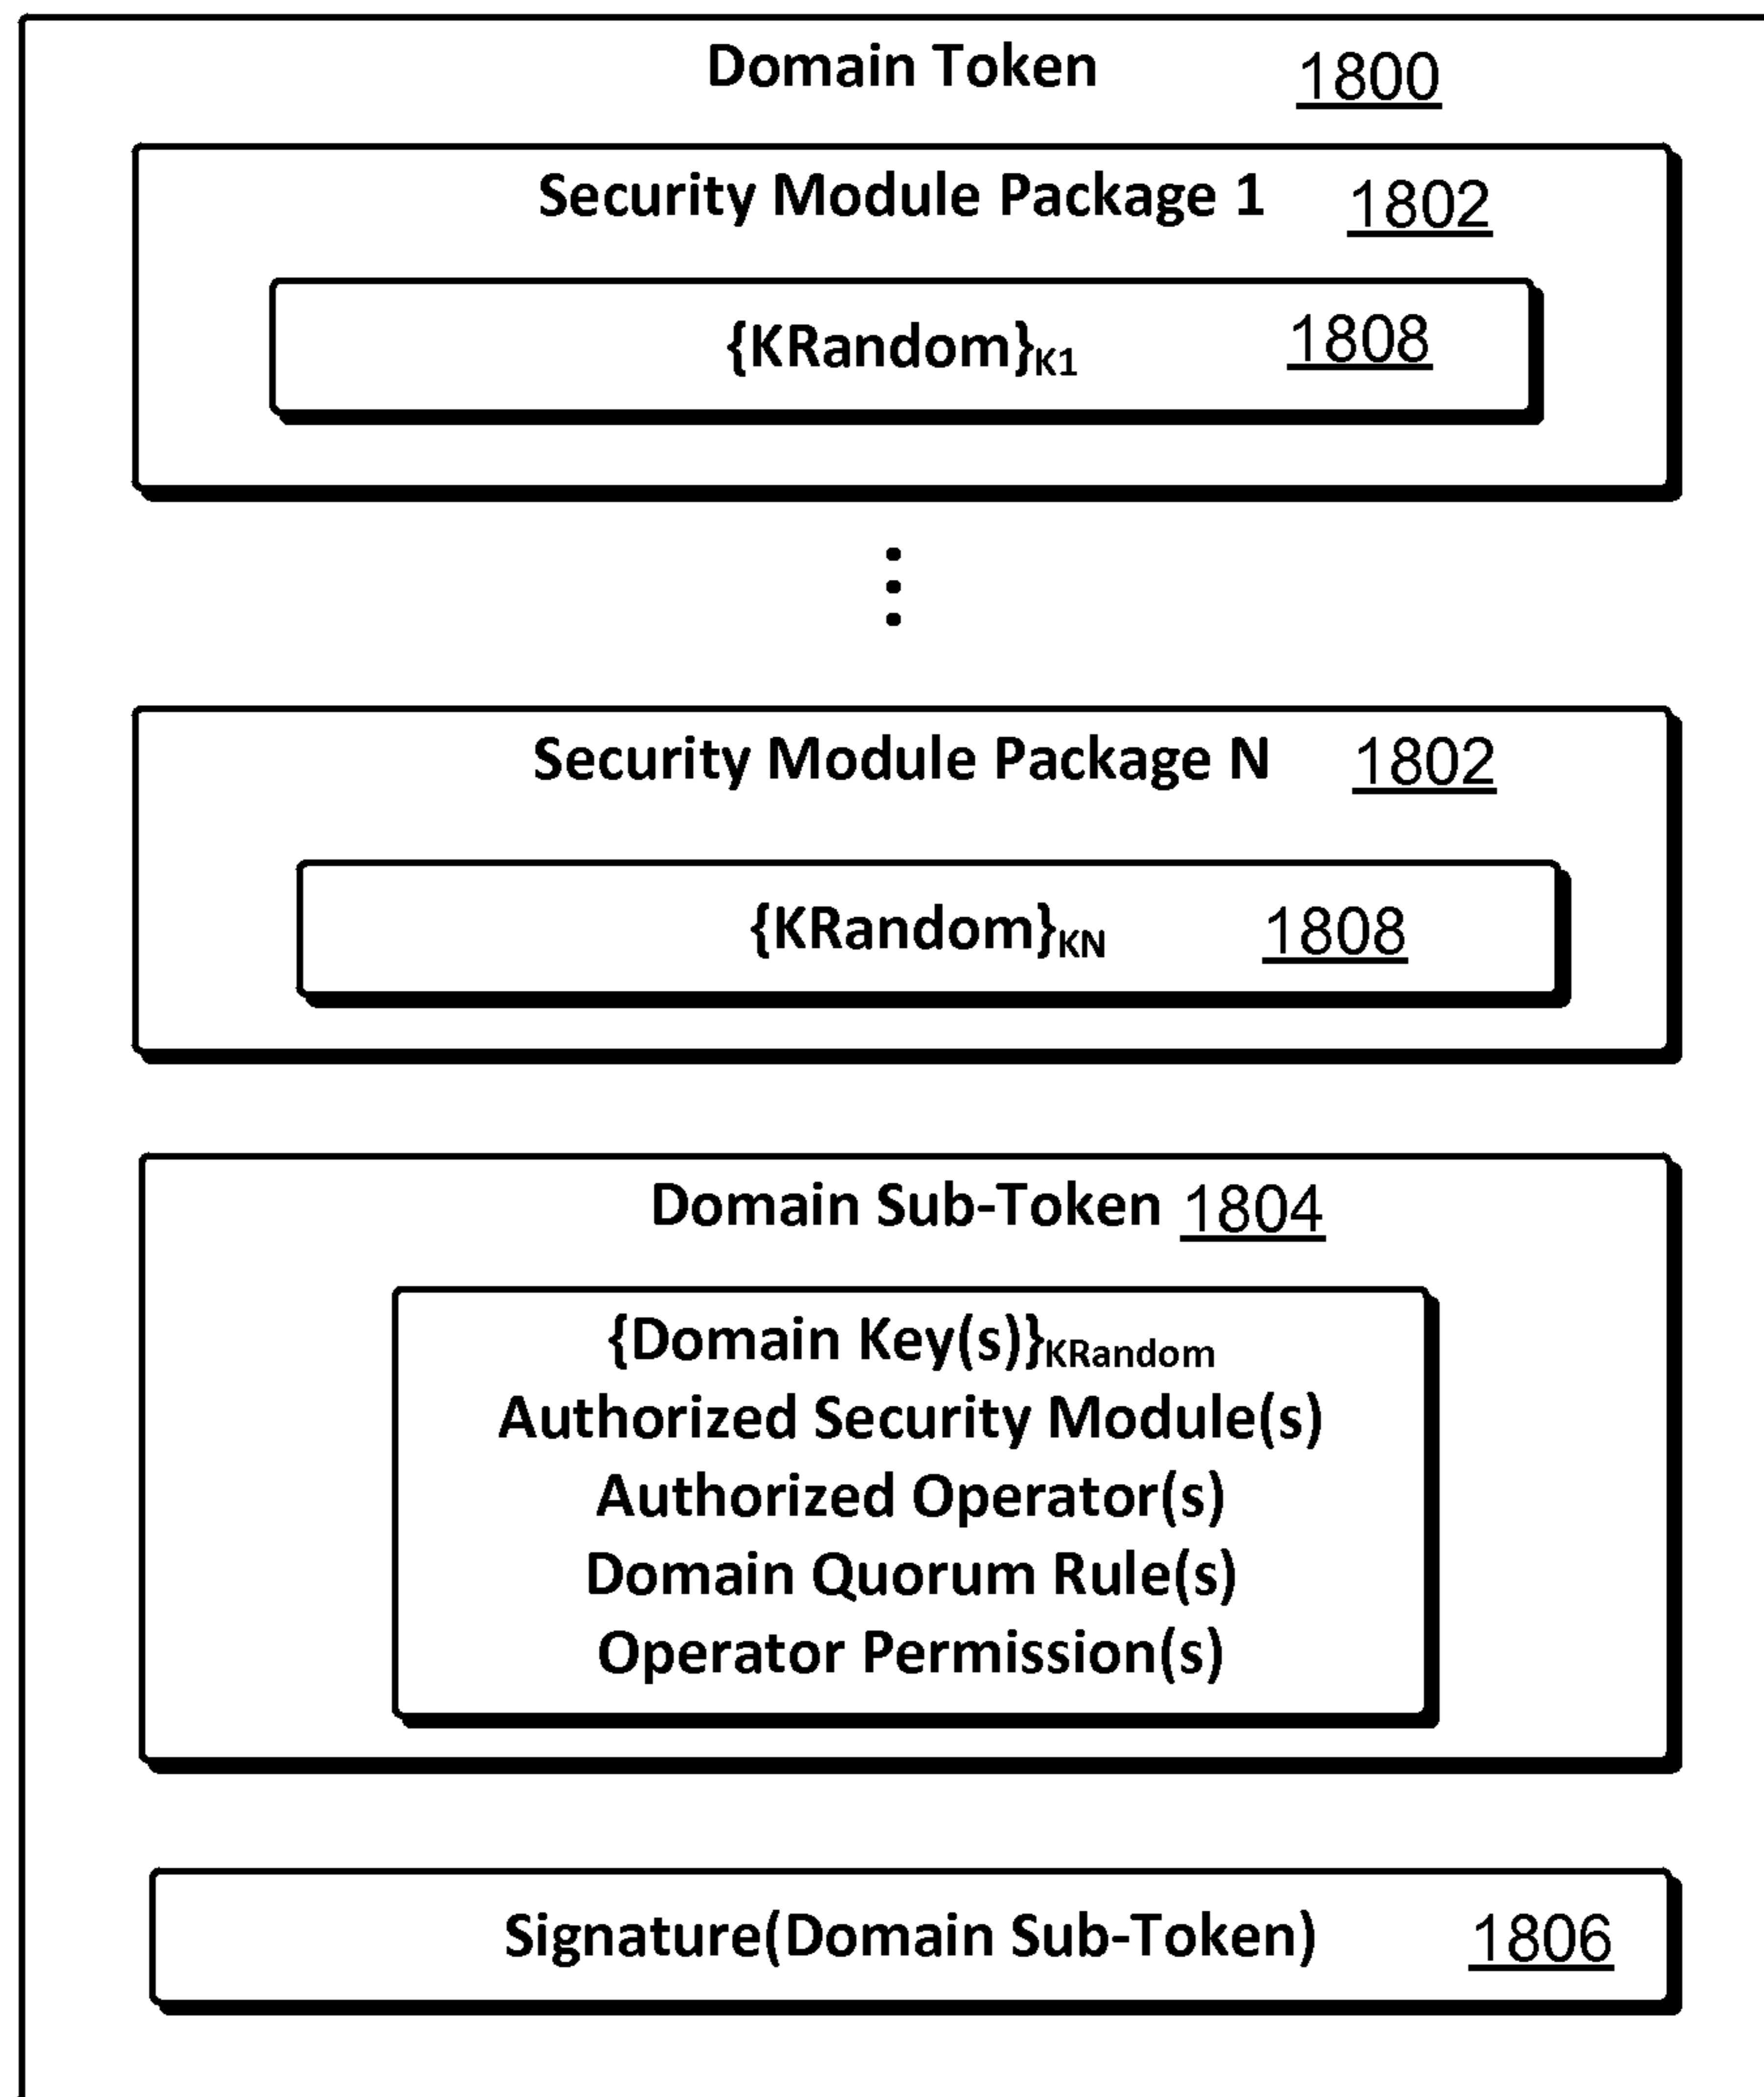 Domain Token 1800
Security Module Package 1 1802
{KRandom}K1 1808
Security Module Package N 1802
{KRandom}KN 1808
Domain Sub-Token 1804
{Domain Key(s)}KRandom
Authorized Security Module(s)
Authorized Operator(s)
Domain Quorum Rule(s)
Operator Permission(s)
Signature(Domain Sub-Token) 1806